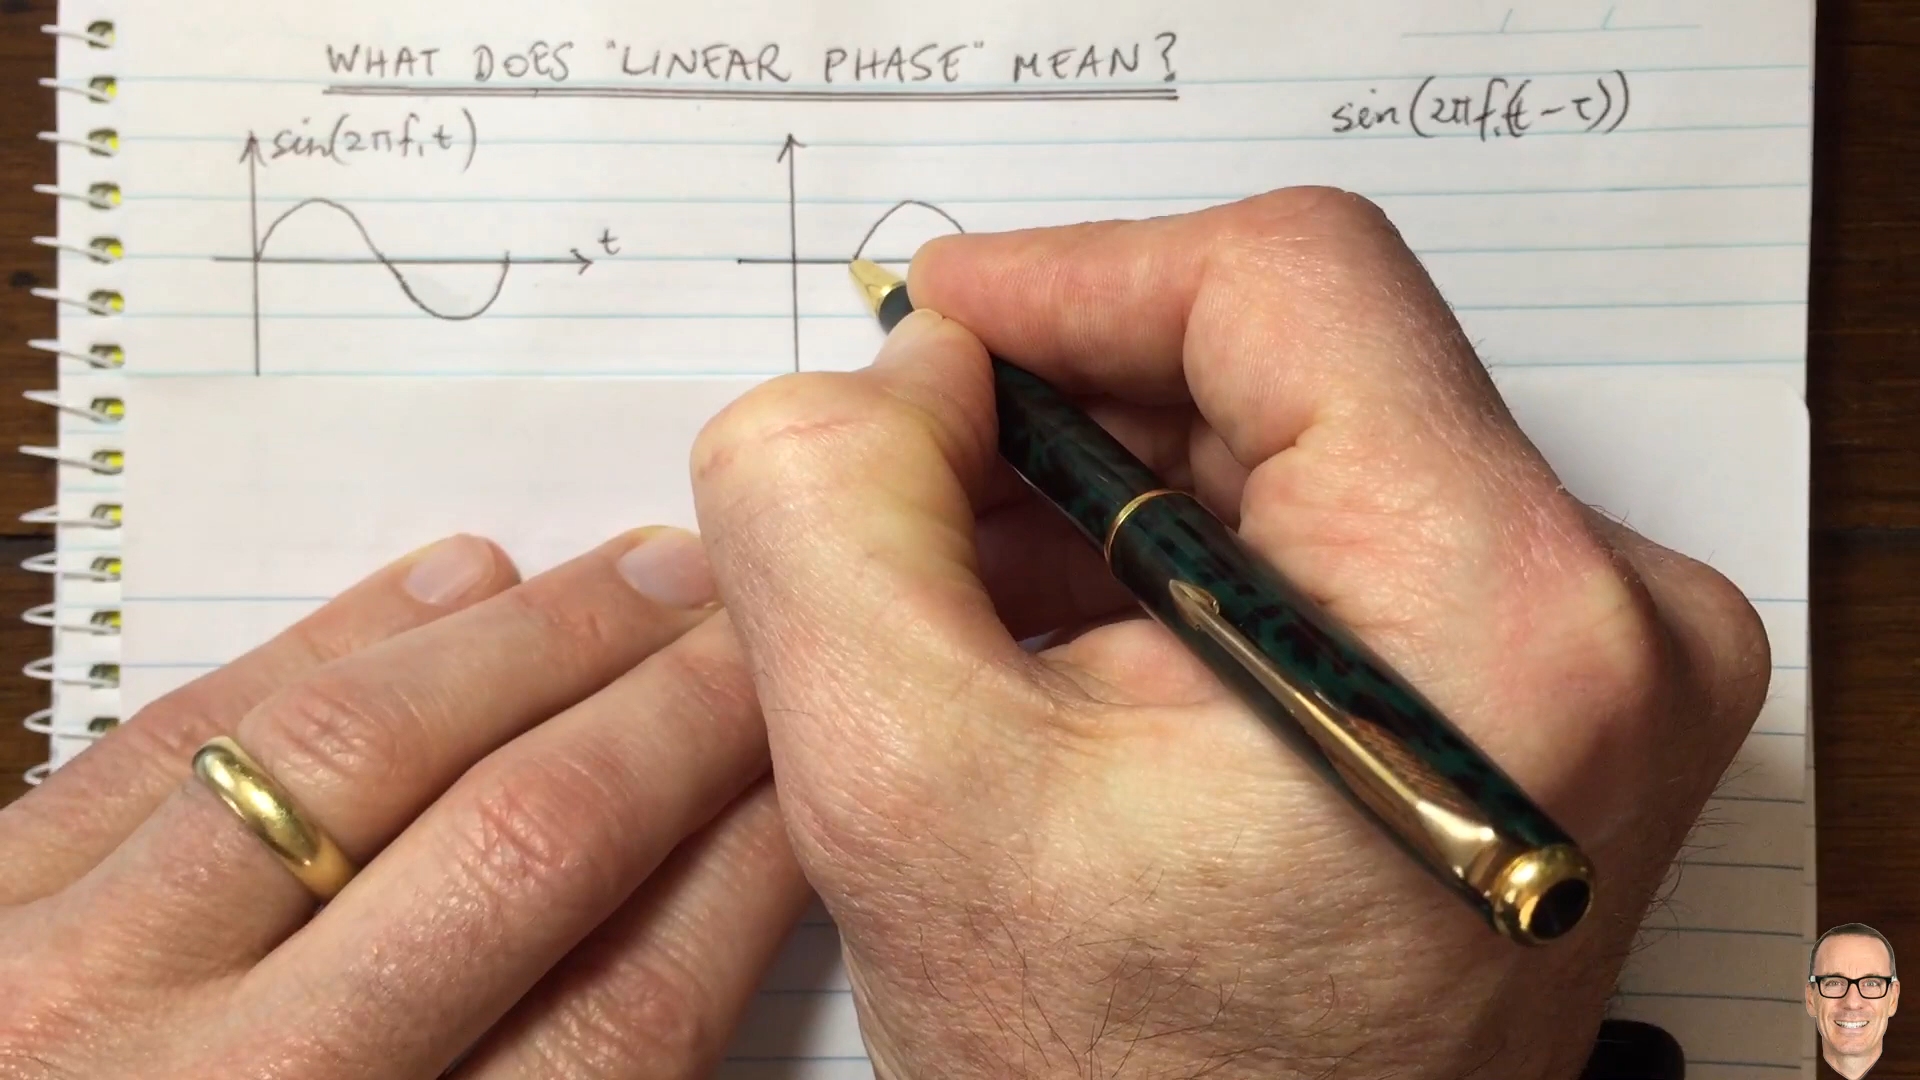 WHAT DOES "LINEAR PHASE" MEAN?
sin(2πf₁t)
sin(2πf₁(t-τ))
t